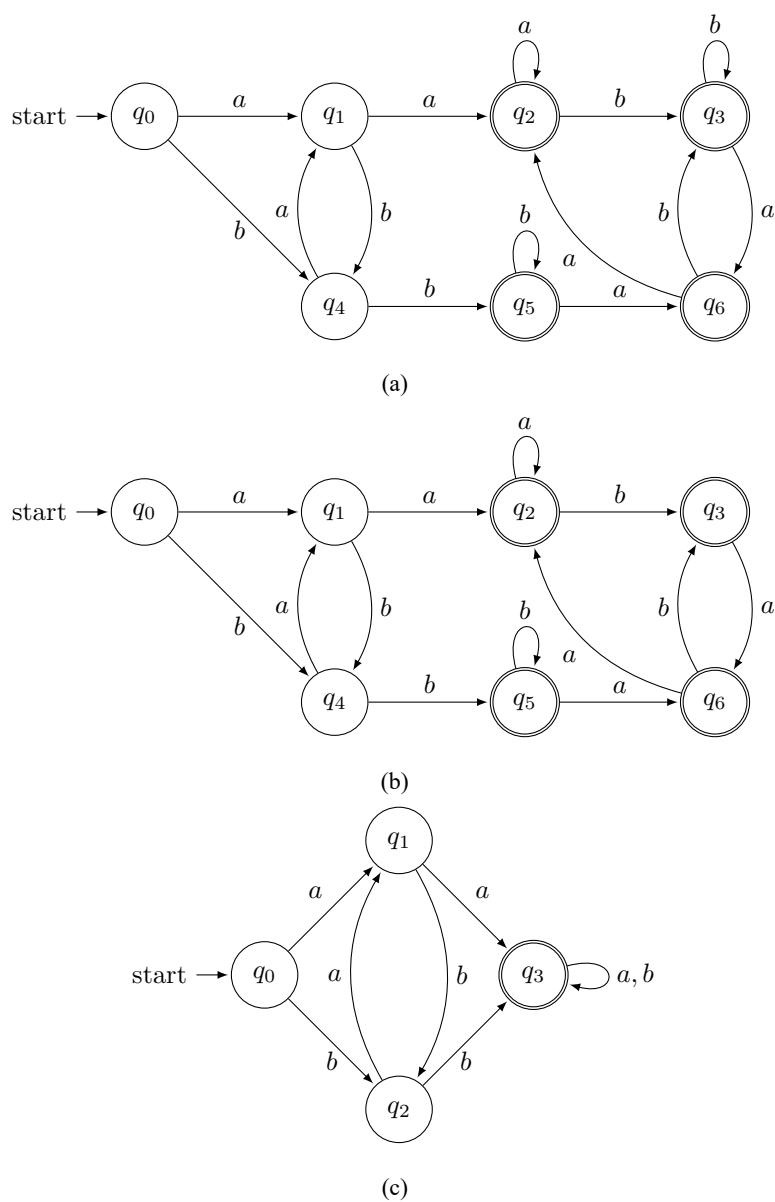 a b
start q0 a q1 a q2 b q3
b a b b b a
a
q4 b q5 a q6
(a)
a
start q0 a q1 a q2 b q3
b a b b b a
a
q4 b q5 a q6
(b)
q1
a a
start q0 a b q3 a, b
b b
q2
(c)